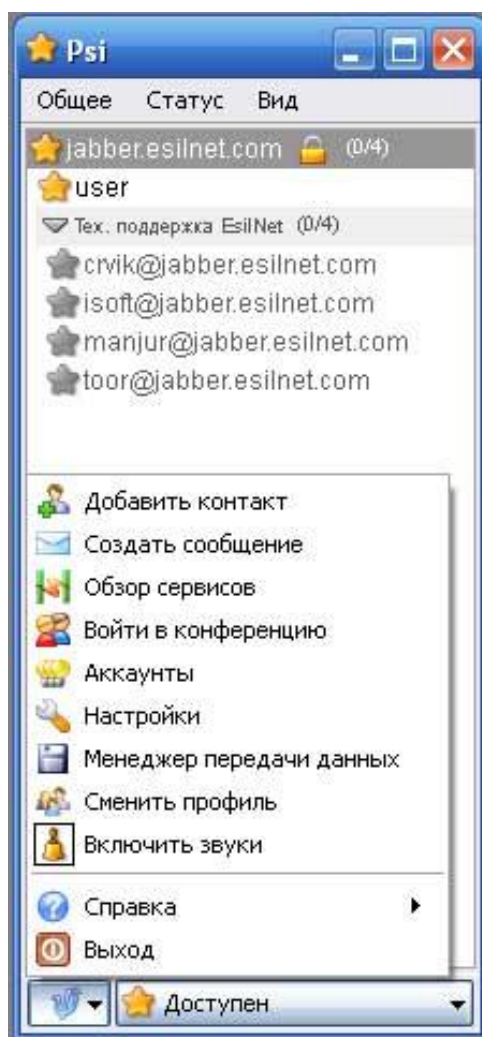 Psi
Общее Статус Вид
jabber.esilnet.com (0/4)
user
Тех. поддержка EsilNet (0/4)
crvik@jabber.esilnet.com
isoft@jabber.esilnet.com
manjur@jabber.esilnet.com
toor@jabber.esilnet.com
Добавить контакт
Создать сообщение
Обзор сервисов
Войти в конференцию
Аккаунты
Настройки
Менеджер передачи данных
Сменить профиль
Включить звуки
Справка
Выход
Доступен